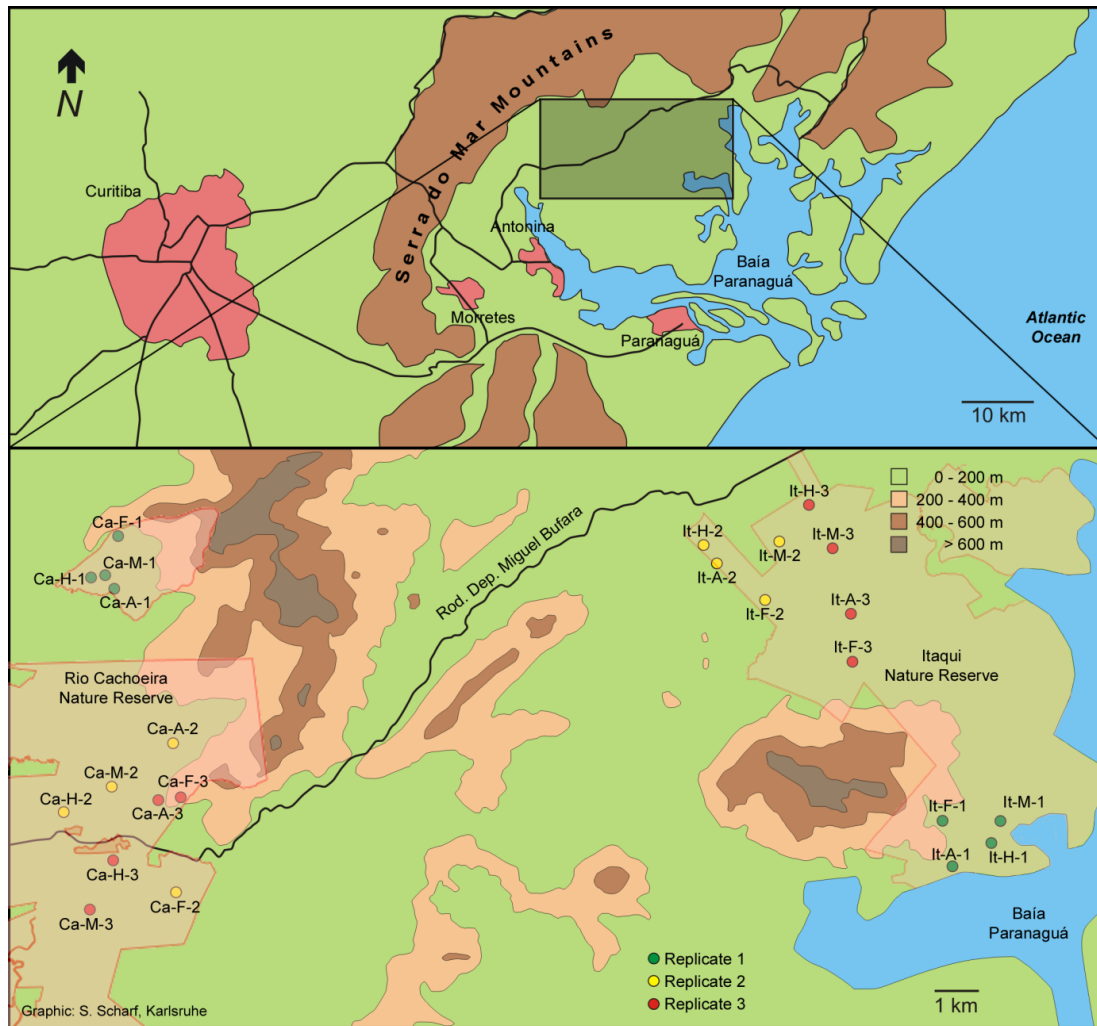 N
Serra do Mar Mountains
Curitiba
Antonina
Baía
Paranaguá
Morretes
Paranaguá
Atlantic
Ocean
10 km
0 - 200 m
200 - 400 m
400 - 600 m
> 600 m
Ca-F-1
Ca-M-1
Ca-H-1
Ca-A-1
Rod. Dep. Miguel Bufara
It-H-3
It-H-2
It-M-2
It-M-3
It-A-2
It-F-2
It-A-3
It-F-3
Itaqui
Nature Reserve
Rio Cachoeira
Nature Reserve
Ca-A-2
Ca-M-2
Ca-F-3
Ca-H-2
Ca-A-3
Ca-H-3
Ca-F-2
Ca-M-3
It-F-1
It-M-1
It-A-1
It-H-1
Baía
Paranaguá
Replicate 1
Replicate 2
Replicate 3
1 km
Graphic: S. Scharf, Karlsruhe